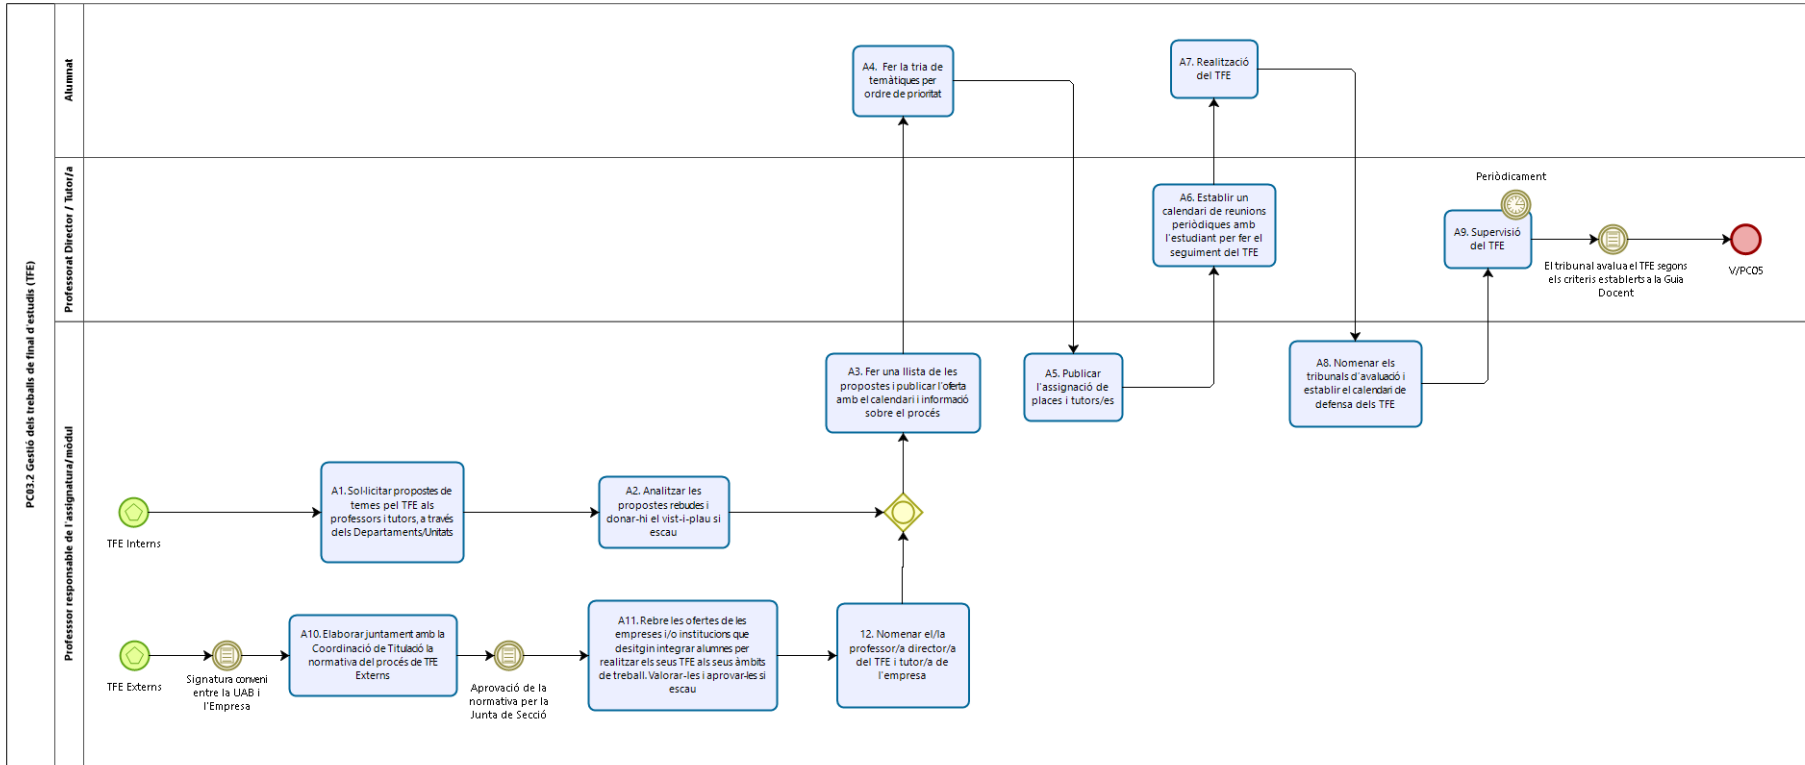 PC03.2 Gestió dels treballs de final d'estudis (TFE)
Alumnat
A4. Fer la tria de
temàtiques per
ordre de prioritat
A7. Realització
del TFE
Professorat Director / Tutor/a
A6. Establir un
calendari de reunions
periòdiques amb
l'estudiant per fer el
seguiment del TFE
Periòdicament
A9. Supervisió
del TFE
El tribunal avalua el TFE segons
els criteris establerts a la Guia
Docent
V/PC05
Professsor responsable de l'assignatura/mòdul
A3. Fer una llista de les
propostes i publicar l'oferta
amb el calendari i informació
sobre el procés
A5. Publicar
l'assignació de
places i tutors/es
A8. Nomenar els
tribunals d'avaluació i
establir el calendari de
defensa dels TFE
TFE Interns
A1. Sol·licitar propostes de
temes pel TFE als
professors i tutors, a través
dels Departaments/Unitats
A2. Analitzar les
propostes rebudes i
donar-hi el vist-i-plau si
escau
TFE Externs
Signatura conveni
entre la UAB i
l'Empresa
A10. Elaborar juntament amb la
Coordinació de Titulació la
normativa del procés de TFE
Externs
Aprovació de la
normativa per la
Junta de Secció
A11. Rebre les ofertes de les
empreses i/o institucions que
desitgin integrar alumnes per
realitzar els seus TFE als seus àmbits
de treball. Valorar-les i aprovar-les si
escau
12. Nomenar el/la
professor/a director/a
del TFE i tutor/a de
l'empresa